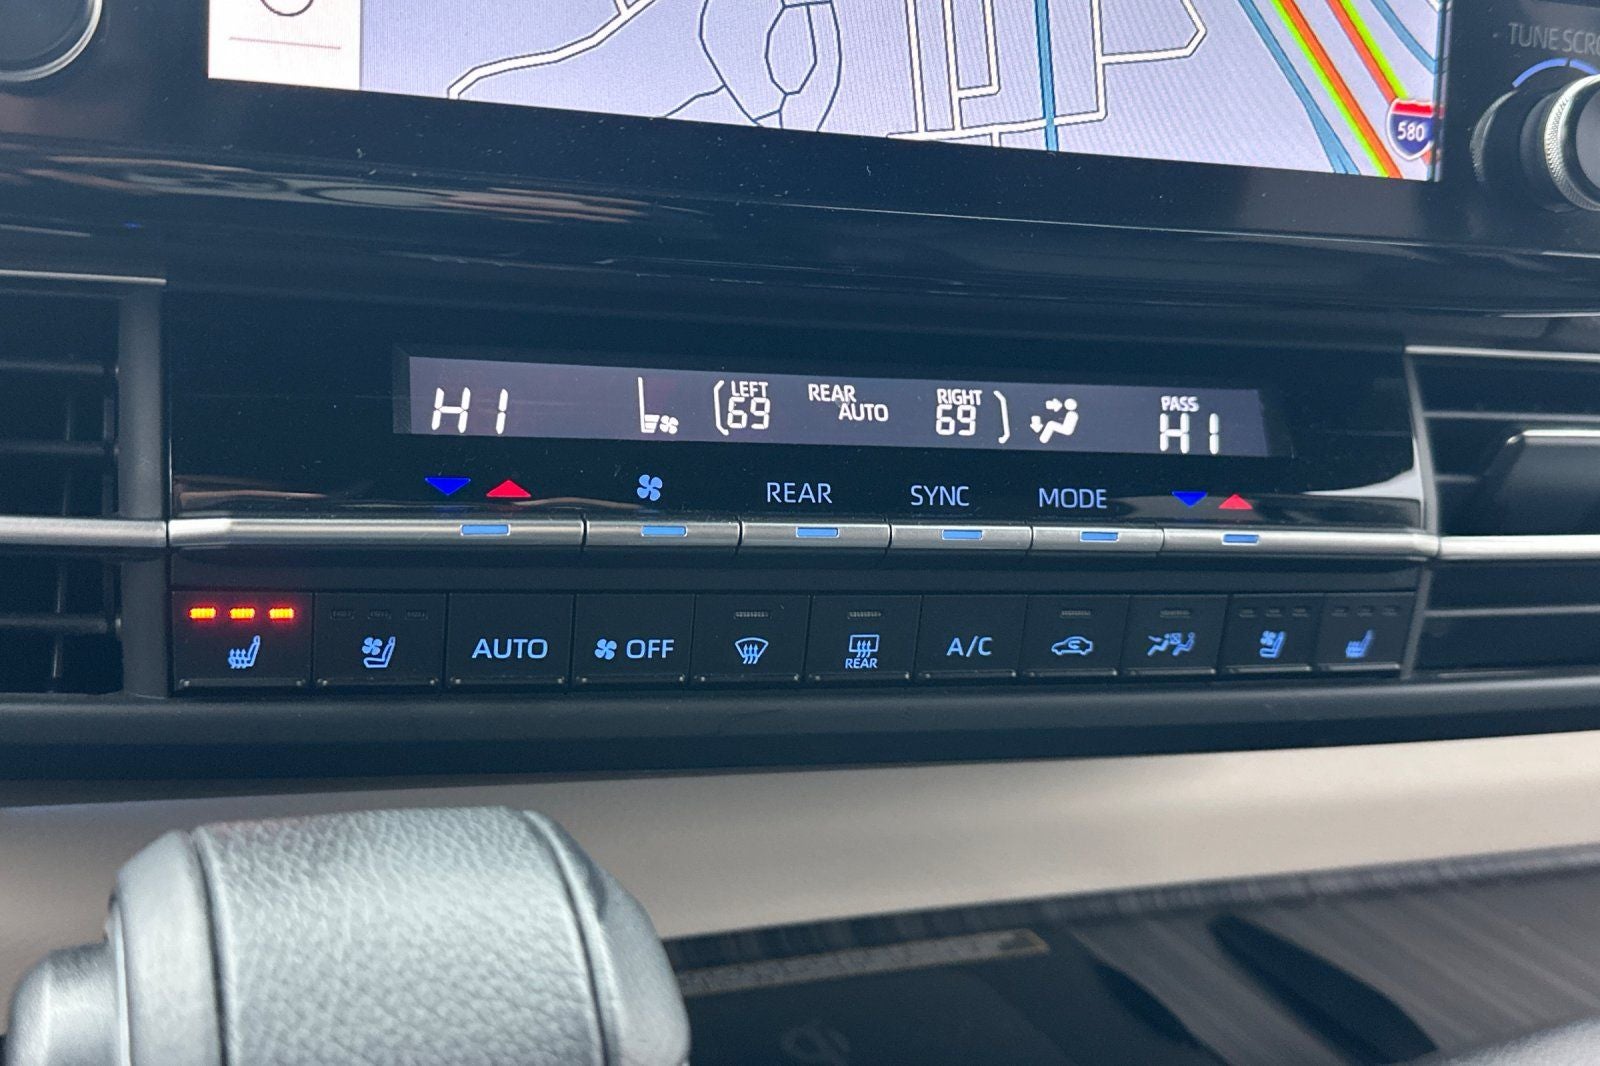 TUNE SCRO
580
HI
LEFT
69
REAR
AUTO
RIGHT
69
PASS
HI
REAR
SYNC
MODE
AUTO
OFF
REAR
A/C